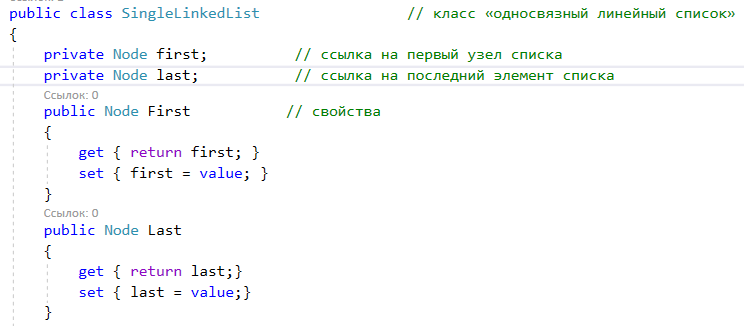 public class SingleLinkedList // класс «односвязный линейный список»
{
private Node first; // ссылка на первый узел списка
private Node last; // ссылка на последний элемент списка
Ссылок: 0
public Node First // свойства
{
get { return first; }
set { first = value; }
}
Ссылок: 0
public Node Last
{
get { return last;}
set { last = value;}
}